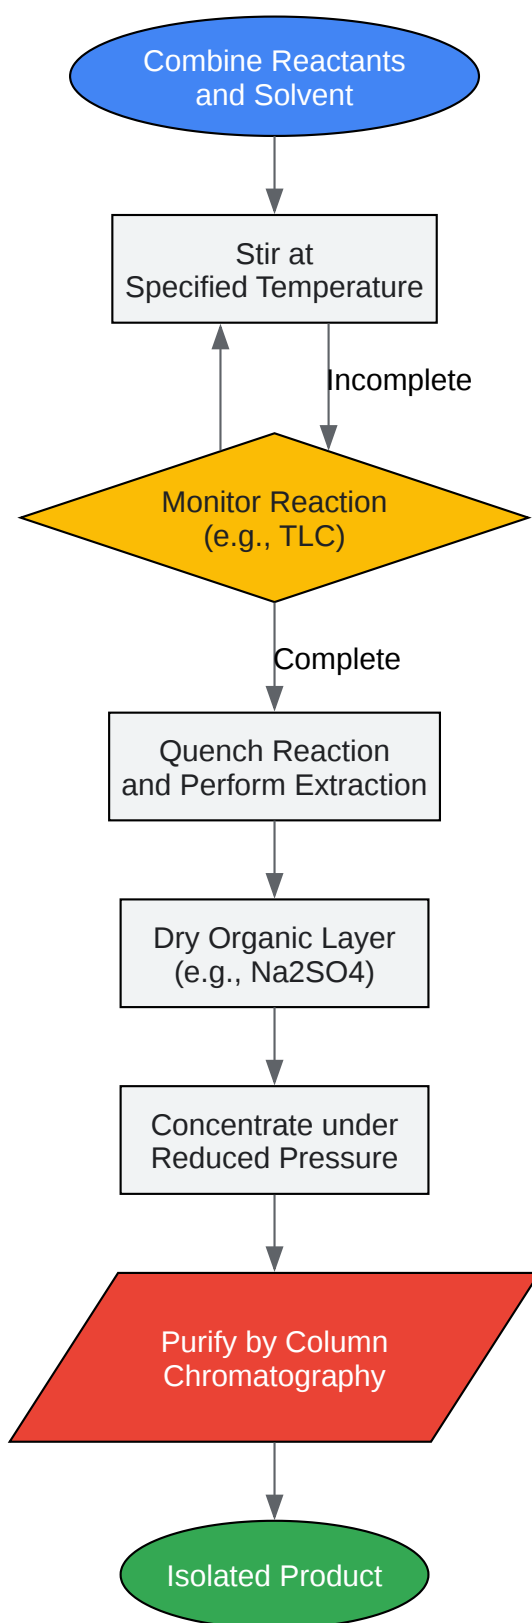 Combine Reactants
and Solvent
Stir at
Specified Temperature
Incomplete
Monitor Reaction
(e.g., TLC)
Complete
Quench Reaction
and Perform Extraction
Dry Organic Layer
(e.g., Na2SO4)
Concentrate under
Reduced Pressure
Purify by Column
Chromatography
Isolated Product